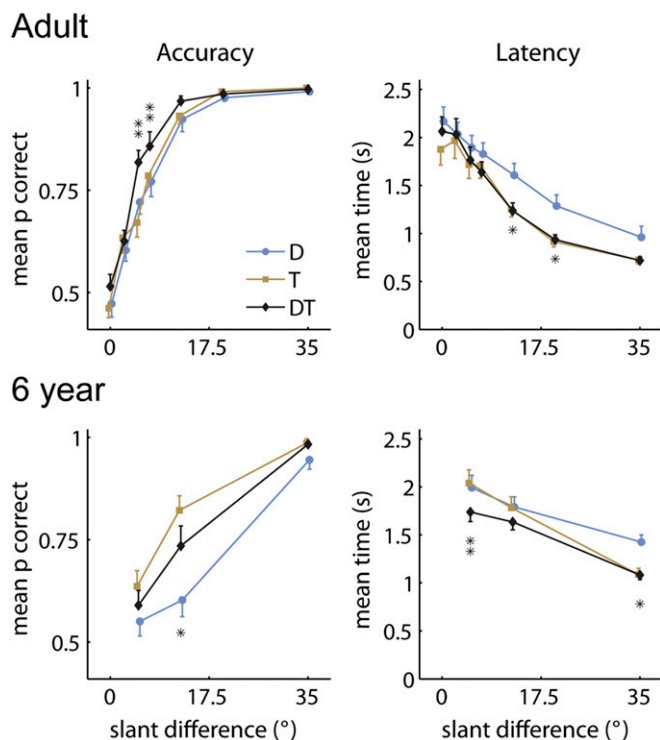 Adult
Accuracy
Latency
mean p correct
1
0.75
0.5
**
**
D
T
DT
0
17.5
35
mean time (s)
2.5
2
1.5
1
0.5
0
*
*
0
17.5
35
6 year
mean p correct
1
0.75
0.5
*
0
17.5
35
slant difference (°)
mean time (s)
2.5
2
1.5
1
0.5
0
**
*
0
17.5
35
slant difference (°)